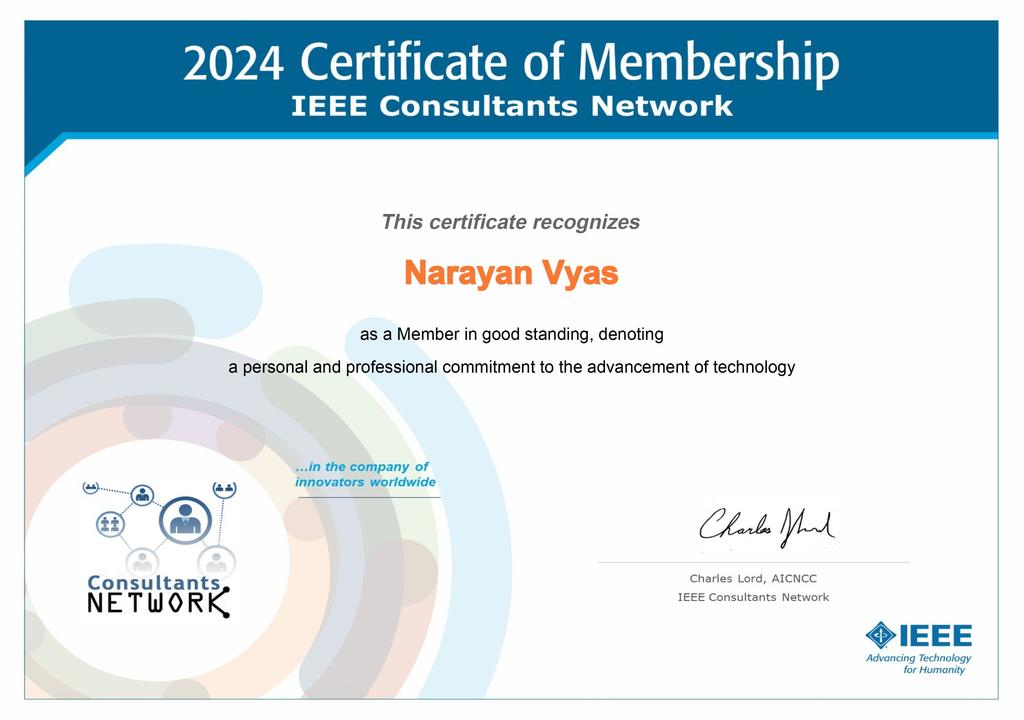 2024 Certificate of Membership
IEEE Consultants Network
This certificate recognizes
Narayan Vyas
as a Member in good standing, denoting
a personal and professional commitment to the advancement of technology
...in the company of
innovators worldwide
Consultants
NETWORK
Charles Lord
Charles Lord, AICNCC
IEEE Consultants Network
IEEE
Advancing Technology
for Humanity